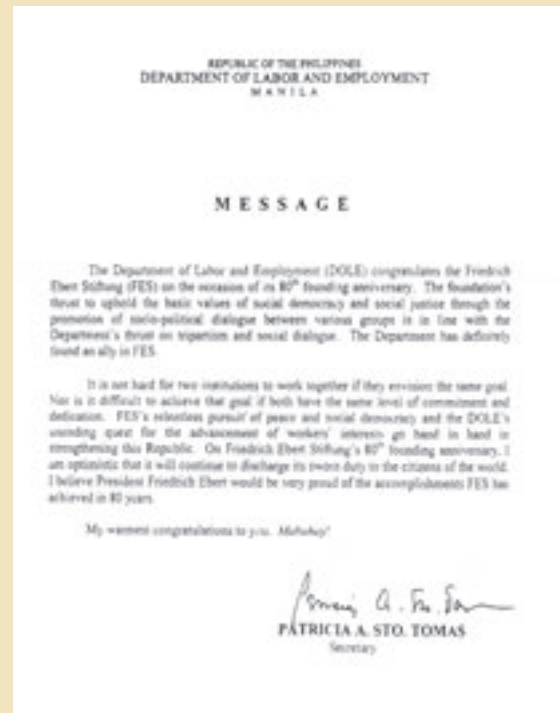 REPUBLIC OF THE PHILIPPINES
DEPARTMENT OF LABOR AND EMPLOYMENT
MANILA
MESSAGE
The Department of Labor and Employment (DOLE) congratulates the Friedrich
Ebert Stiftung (FES) on the occasion of its 80th founding anniversary. The foundation's
thrust to uphold the basic values of social democracy and social justice through the
promotion of socio-political dialogue between various groups is in line with the
Department's thrust on tripartism and social dialogue. The Department has definitely
found an ally in FES.
It is not hard for two institutions to work together if they envision the same goal.
Nor is it difficult to achieve that goal if both have the same level of commitment and
dedication. FES's relentless pursuit of peace and social democracy and the DOLE's
unending quest for the advancement of workers' interests go hand in hand in
strengthening this Republic. On Friedrich Ebert Stiftung's 80th founding anniversary, I
am optimistic that it will continue to discharge its sworn duty to the citizens of the world.
I believe President Friedrich Ebert would be very proud of the accomplishments FES has
achieved in 80 years.
My warmest congratulations to you. Mabuhay!
PATRICIA A. STO. TOMAS
Secretary